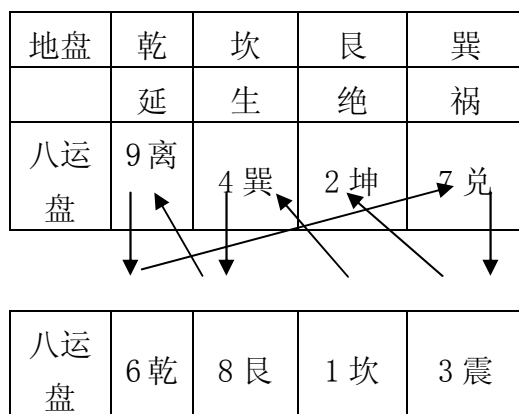 地盘 乾 坎 艮 巽
延 生 绝 祸
八运盘 9离 4巽 2坤 7兑
八运盘 6乾 8艮 1坎 3震